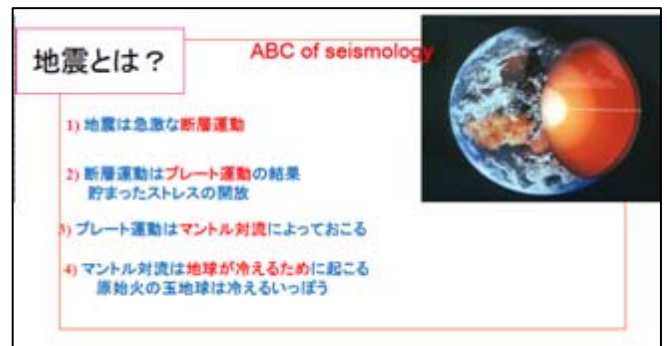 地震とは？
ABC of seismology
1) 地震は急激な断層運動
2) 断層運動はプレート運動の結果
貯まったストレスの開放
3) プレート運動はマントル対流によっておこる
4) マントル対流は地球が冷えるために起こる
原始火の玉地球は冷えるいっぽう